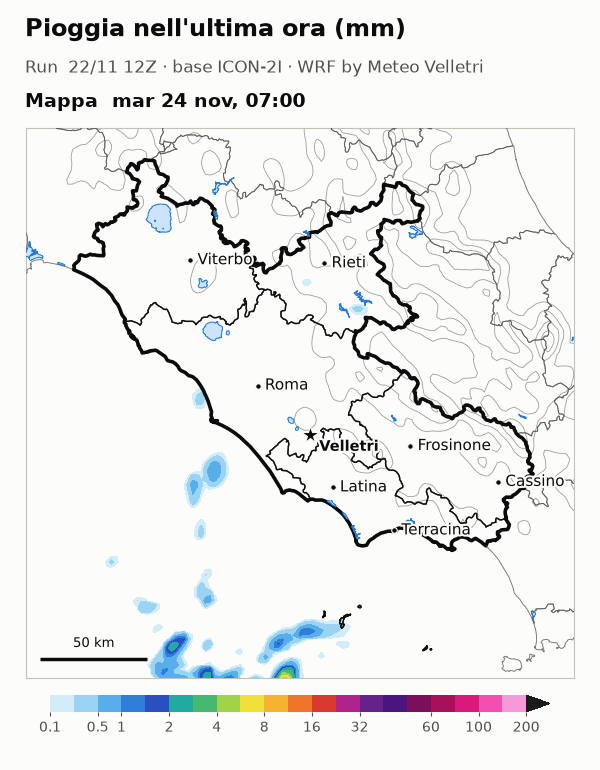 Pioggia nell'ultima ora (mm)
Run  22/11 12Z · base ICON-2I · WRF by Meteo Velletri
Mappa  mar 24 nov, 07:00
Viterbo
Rieti
Roma
Velletri
Frosinone
Latina
Cassino
Terracina
50 km
0.1 0.5 1 2 4 8 16 32 60 100 200